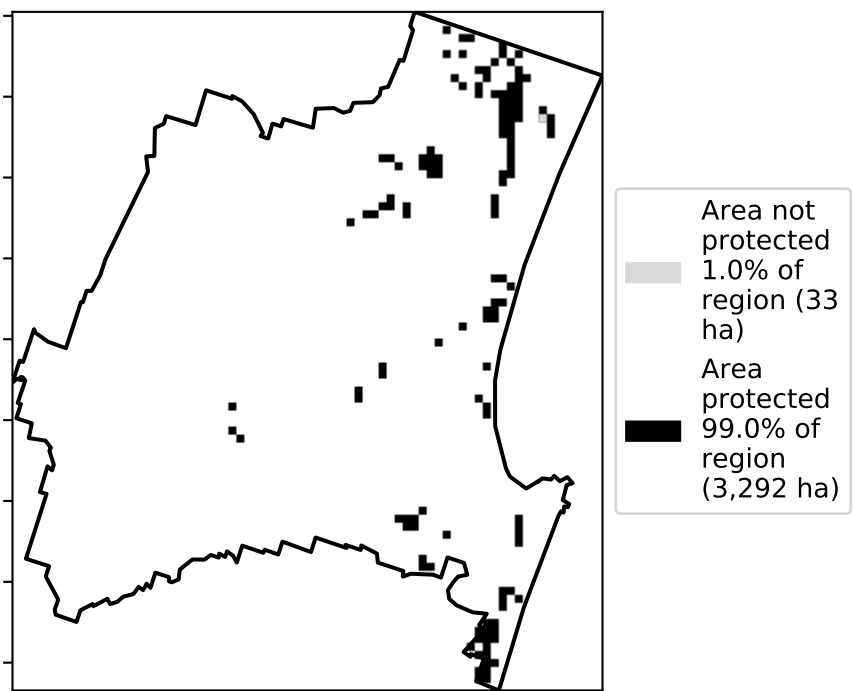 Area not
protected
1.0% of
region (33
ha)
Area
protected
99.0% of
region
(3,292 ha)